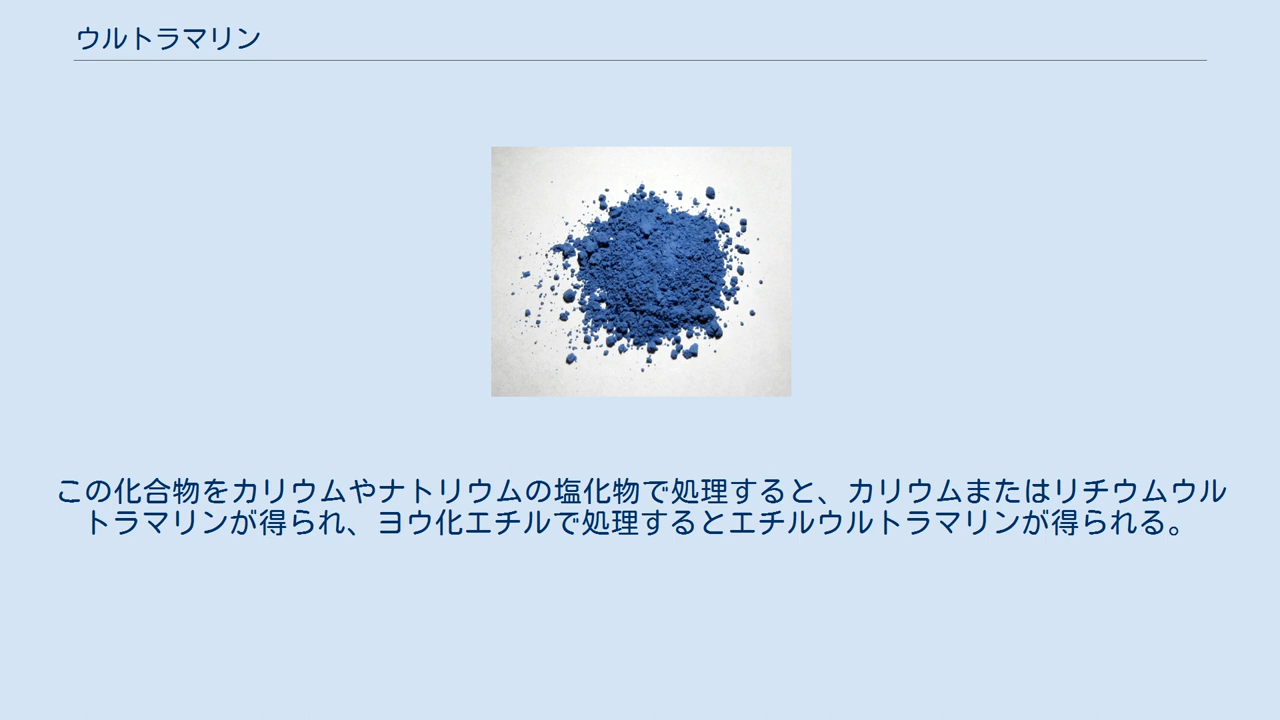 ウルトラマリン
この化合物をカリウムやナトリウムの塩化物で処理すると、カリウムまたはリチウムウル
トラマリンが得られ、ヨウ化エチルで処理するとエチルウルトラマリンが得られる。